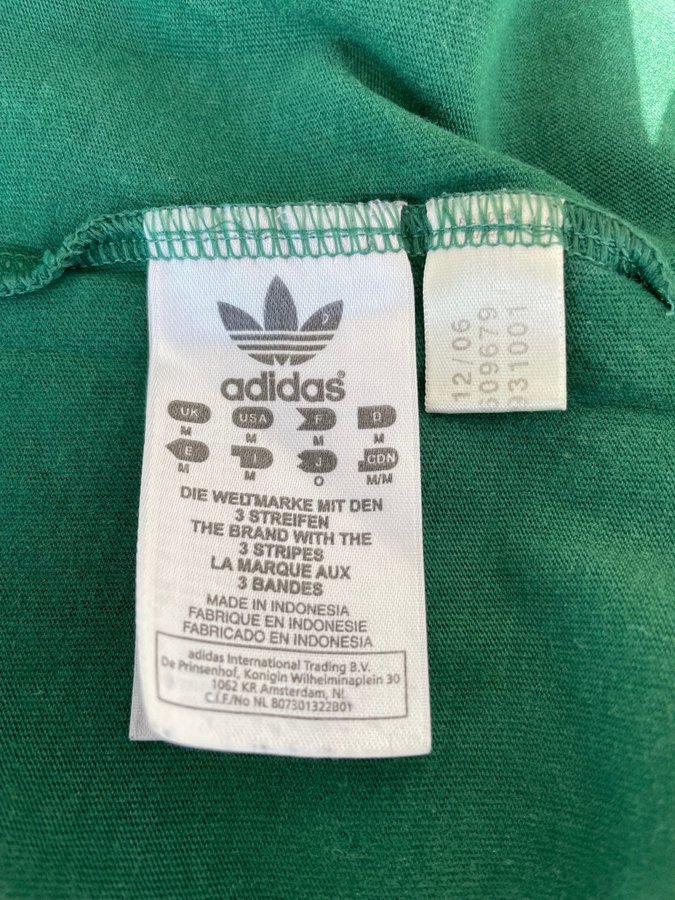 adidas®
UK USA F D
M M M M
E I J CDN
M M O M/M
DIE WELTMARKE MIT DEN
3 STREIFEN
THE BRAND WITH THE
3 STRIPES
LA MARQUE AUX
3 BANDES
MADE IN INDONESIA
FABRIQUE EN INDONESIE
FABRICADO EN INDONESIA
adidas International Trading B.V.
De Prinsenhof, Konigin Wilhelminaplein 30
1062 KR Amsterdam, Nl
C.I.F/No NL 807301322B01
12/06
609679
931001